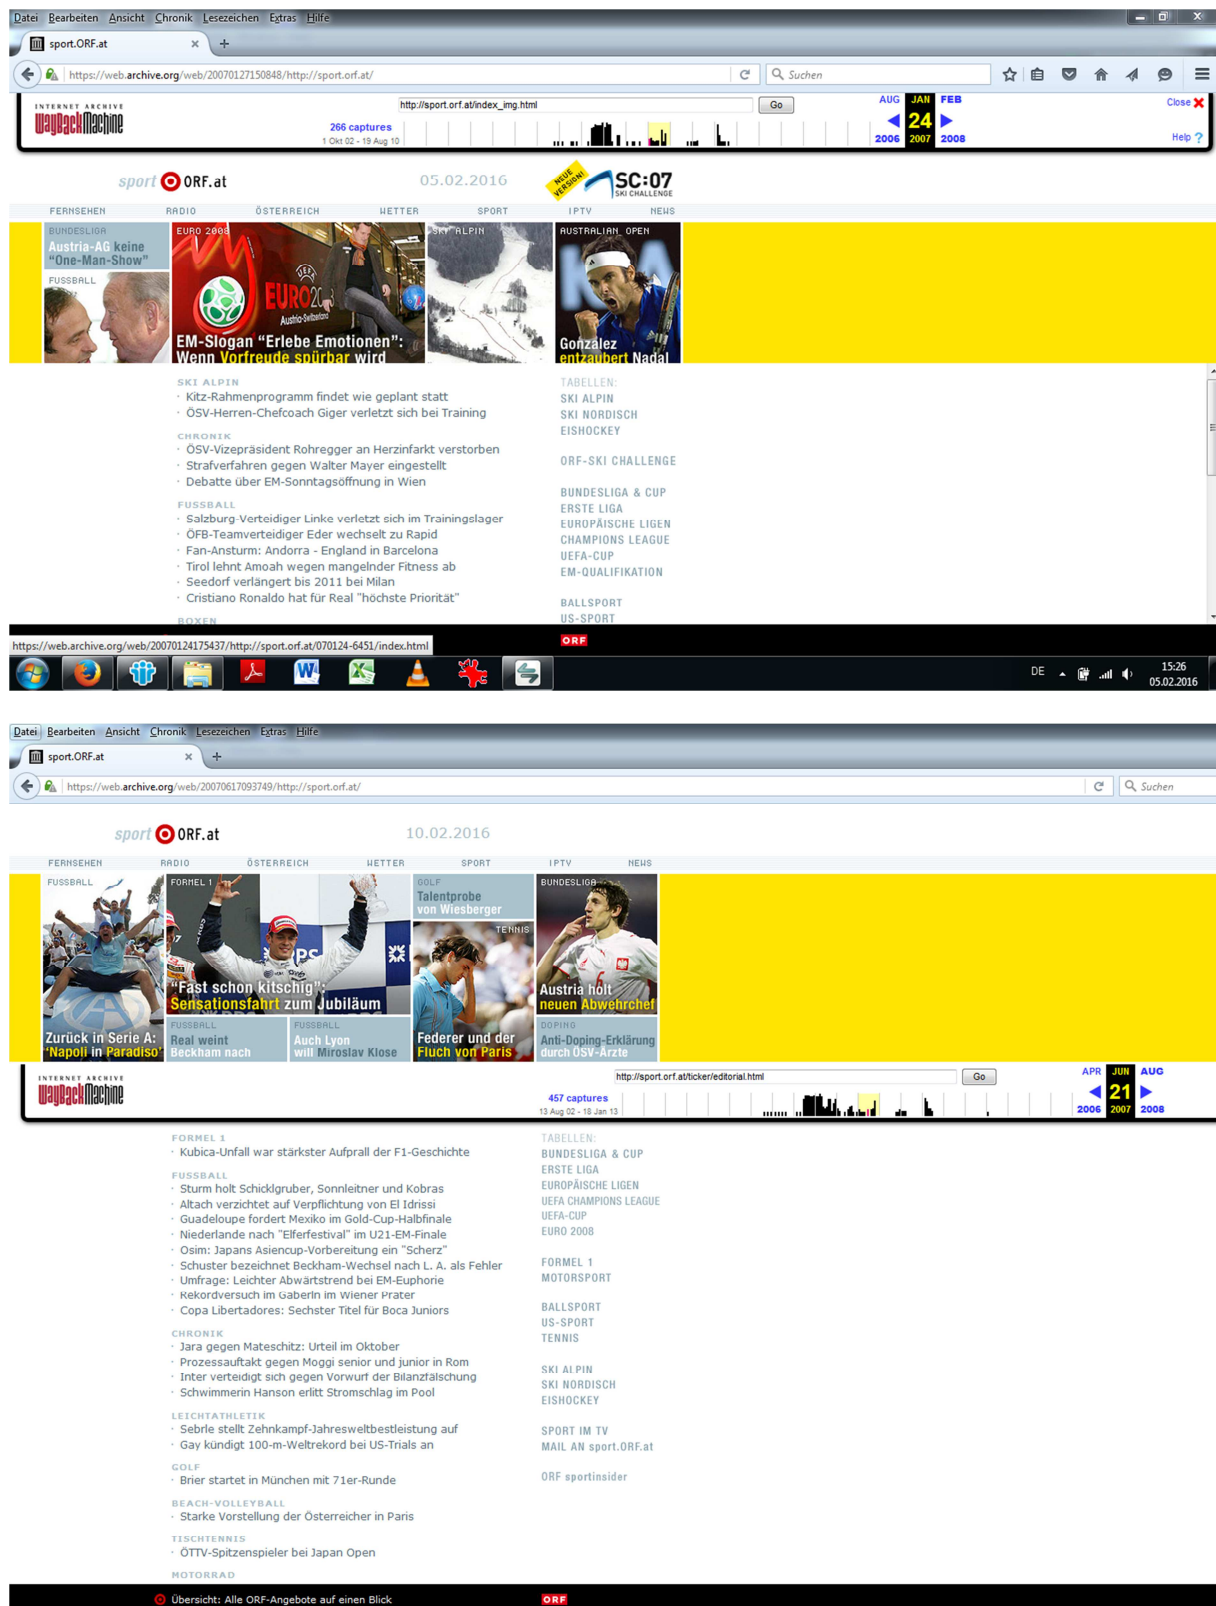 Datei Bearbeiten Ansicht Chronik Lesezeichen Extras Hilfe
sport.ORF.at
https://web.archive.org/web/20070127150848/http://sport.orf.at/
Suchen
INTERNET ARCHIVE
WayBackMachine
http://sport.orf.at/index_img.html
Go
266 captures
1 Okt 02 - 19 Aug 10
AUG JAN FEB
24
2006 2007 2008
Close
Help ?
sport ORF.at
05.02.2016
NEUE VERSION!
SC:07
SKI CHALLENGE
FERNSEHEN RADIO ÖSTERREICH WETTER SPORT IPTV NEWS
BUNDESLIGA
Austria-AG keine
"One-Man-Show"
FUSSBALL
EURO 2008
UEFA
EURO20
Austria-Switzerland
EM-Slogan "Erlebe Emotionen":
Wenn Vorfreude spürbar wird
SKI ALPIN
AUSTRALIAN OPEN
KA
Gonzalez
entzaubert Nadal
SKI ALPIN
· Kitz-Rahmenprogramm findet wie geplant statt
· ÖSV-Herren-Chefcoach Giger verletzt sich bei Training
CHRONIK
· ÖSV-Vizepräsident Rohregger an Herzinfarkt verstorben
· Strafverfahren gegen Walter Mayer eingestellt
· Debatte über EM-Sonntagsöffnung in Wien
FUSSBALL
· Salzburg-Verteidiger Linke verletzt sich im Trainingslager
· ÖFB-Teamverteidiger Eder wechselt zu Rapid
· Fan-Ansturm: Andorra - England in Barcelona
· Tirol lehnt Amoah wegen mangelnder Fitness ab
· Seedorf verlängert bis 2011 bei Milan
· Cristiano Ronaldo hat für Real "höchste Priorität"
BOXEN
TABELLEN:
SKI ALPIN
SKI NORDISCH
EISHOCKEY
ORF-SKI CHALLENGE
BUNDESLIGA & CUP
ERSTE LIGA
EUROPÄISCHE LIGEN
CHAMPIONS LEAGUE
UEFA-CUP
EM-QUALIFIKATION
BALLSPORT
US-SPORT
ORF
https://web.archive.org/web/20070124175437/http://sport.orf.at/070124-6451/index.html
DE
15:26
05.02.2016
Datei Bearbeiten Ansicht Chronik Lesezeichen Extras Hilfe
sport.ORF.at
https://web.archive.org/web/20070617093749/http://sport.orf.at/
Suchen
sport ORF.at
10.02.2016
FERNSEHEN RADIO ÖSTERREICH WETTER SPORT IPTV NEWS
FUSSBALL
Zurück in Serie A:
'Napoli in Paradiso'
FORMEL 1
"Fast schon kitschig":
Sensationsfahrt zum Jubiläum
FUSSBALL
Real weint
Beckham nach
FUSSBALL
Auch Lyon
will Miroslav Klose
GOLF
Talentprobe
von Wiesberger
TENNIS
Federer und der
Fluch von Paris
BUNDESLIGA
6
Austria holt
neuen Abwehrchef
DOPING
Anti-Doping-Erklärung
durch ÖSV-Ärzte
INTERNET ARCHIVE
WayBackMachine
http://sport.orf.at/ticker/editorial.html
Go
457 captures
13 Aug 02 - 18 Jan 13
APR JUN AUG
21
2006 2007 2008
FORMEL 1
· Kubica-Unfall war stärkster Aufprall der F1-Geschichte
FUSSBALL
· Sturm holt Schicklgruber, Sonnleitner und Kobras
· Altach verzichtet auf Verpflichtung von El Idrissi
· Guadeloupe fordert Mexiko im Gold-Cup-Halbfinale
· Niederlande nach "Elferfestival" im U21-EM-Finale
· Osim: Japans Asiencup-Vorbereitung ein "Scherz"
· Schuster bezeichnet Beckham-Wechsel nach L. A. als Fehler
· Umfrage: Leichter Abwärtstrend bei EM-Euphorie
· Rekordversuch im Gaberln im Wiener Prater
· Copa Libertadores: Sechster Titel für Boca Juniors
CHRONIK
· Jara gegen Mateschitz: Urteil im Oktober
· Prozessauftakt gegen Moggi senior und junior in Rom
· Inter verteidigt sich gegen Vorwurf der Bilanzfälschung
· Schwimmerin Hanson erlitt Stromschlag im Pool
LEICHTATHLETIK
· Sebrle stellt Zehnkampf-Jahresweltbestleistung auf
· Gay kündigt 100-m-Weltrekord bei US-Trials an
GOLF
· Brier startet in München mit 71er-Runde
BEACH-VOLLEYBALL
· Starke Vorstellung der Österreicher in Paris
TISCHTENNIS
· ÖTTV-Spitzenspieler bei Japan Open
MOTORRAD
TABELLEN:
BUNDESLIGA & CUP
ERSTE LIGA
EUROPÄISCHE LIGEN
UEFA CHAMPIONS LEAGUE
UEFA-CUP
EURO 2008
FORMEL 1
MOTORSPORT
BALLSPORT
US-SPORT
TENNIS
SKI ALPIN
SKI NORDISCH
EISHOCKEY
SPORT IM TV
MAIL AN sport.ORF.at
ORF sportinsider
Übersicht: Alle ORF-Angebote auf einen Blick
ORF